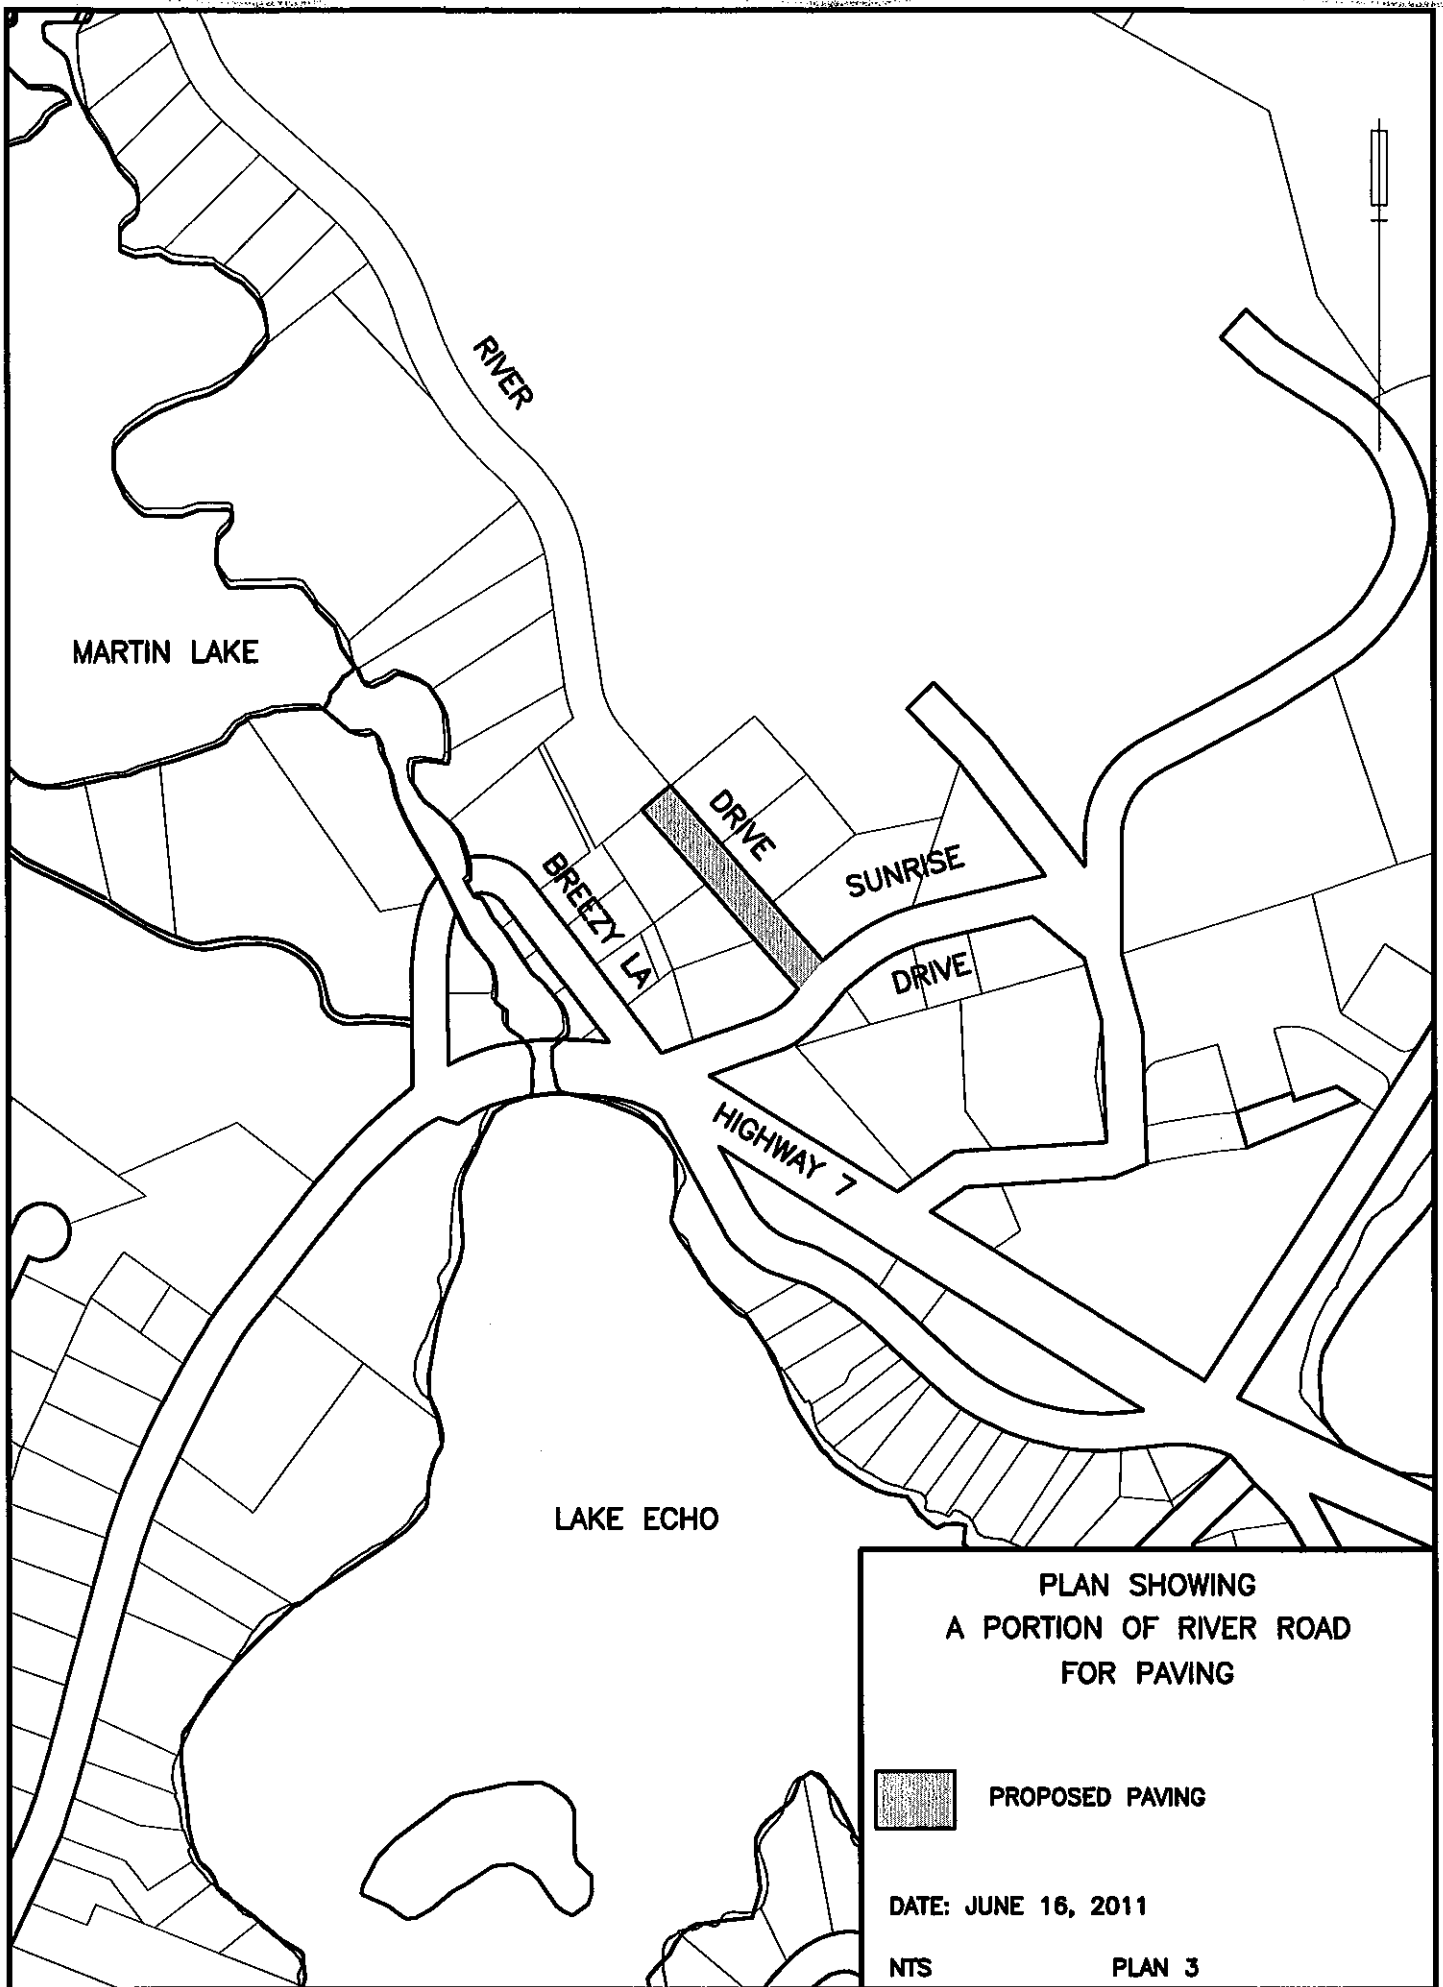 RIVER
MARTIN LAKE
DRIVE
BREEZY LA
SUNRISE
DRIVE
HIGHWAY 7
LAKE ECHO
PLAN SHOWING
A PORTION OF RIVER ROAD
FOR PAVING
PROPOSED PAVING
DATE: JUNE 16, 2011
NTS PLAN 3